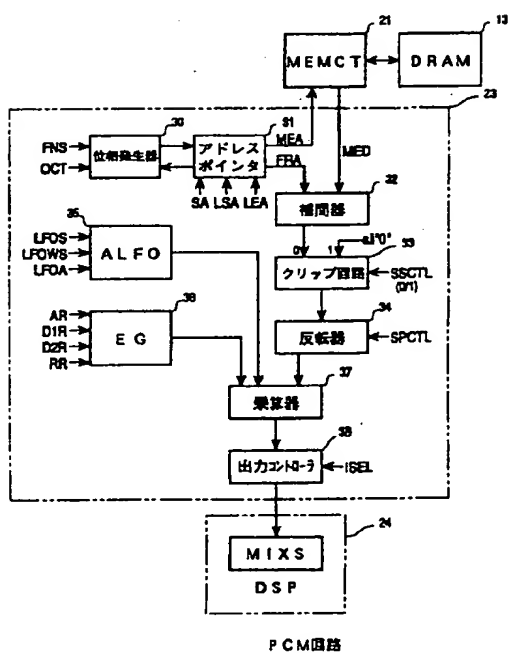 21
13
MEMCT
DRAM
23
30
31
FNS
OCT
位相発生器
アドレス
ポインタ
MEA
FRA
MED
SA LSA LEA
32
補間器
35
LFOS
LFOWS
LFOA
ALFO
0
1
all"0"
33
クリップ回路
SSCTL
(0/1)
34
反転器
SPCTL
AR
D1R
D2R
RR
EG
37
乗算器
出力コントローラ
ISEL
24
MIXS
DSP
PCM回路